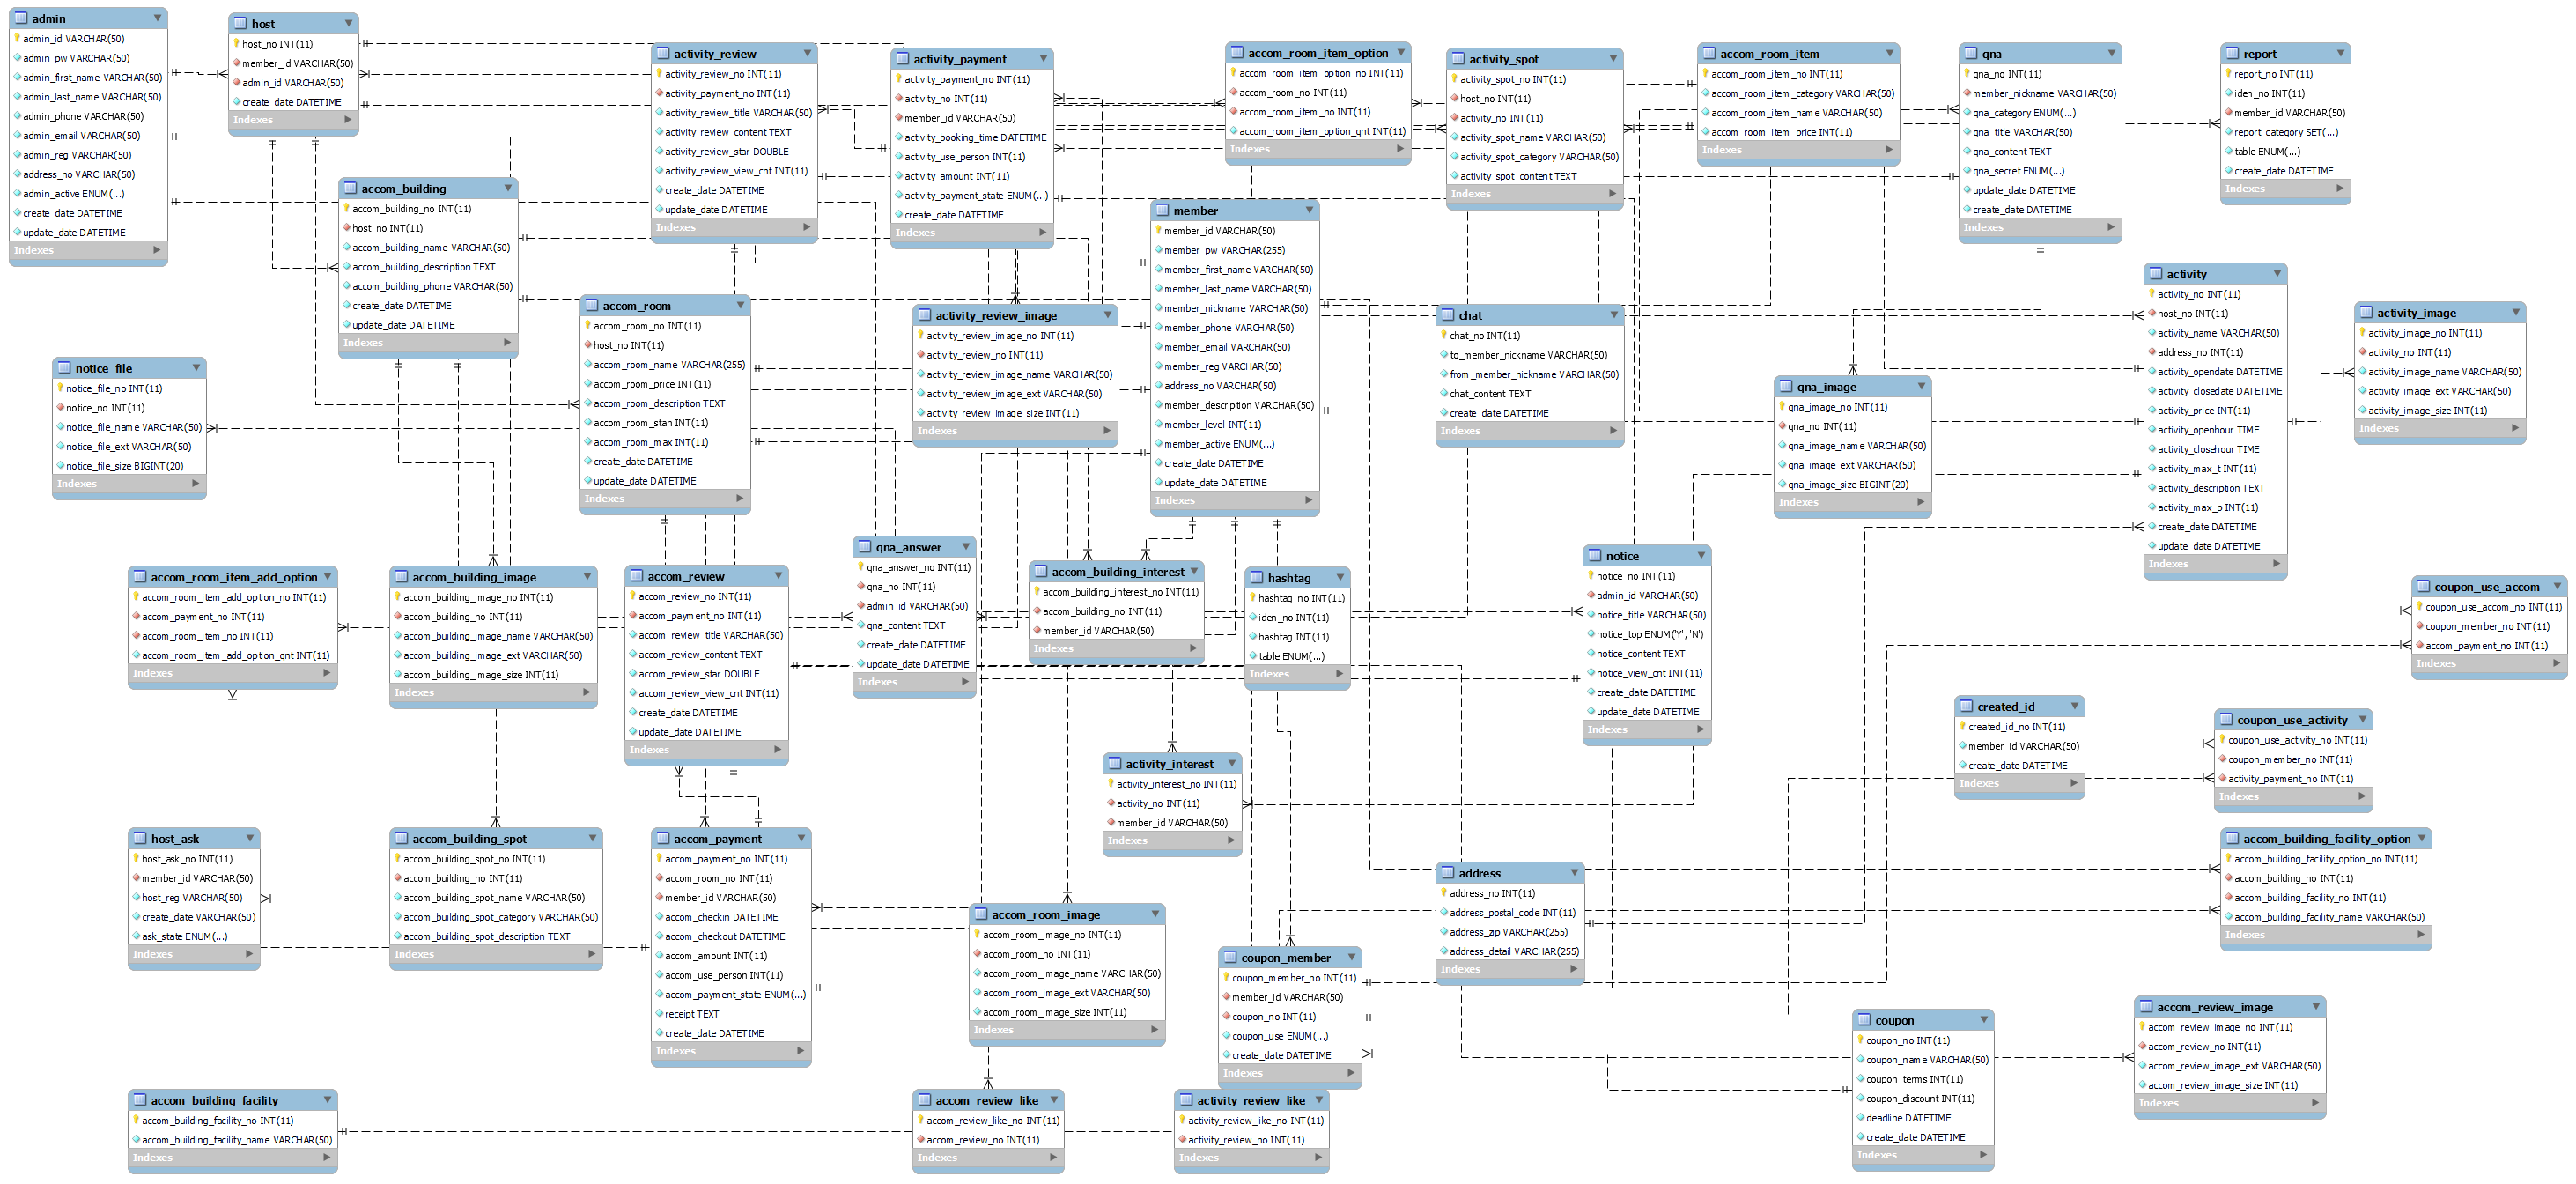 admin
admin_id VARCHAR(50)
admin_pw VARCHAR(50)
admin_first_name VARCHAR(50)
admin_last_name VARCHAR(50)
admin_phone VARCHAR(50)
admin_email VARCHAR(50)
admin_reg VARCHAR(50)
address_no VARCHAR(50)
admin_active ENUM(...)
create_date DATETIME
update_date DATETIME
Indexes
host
host_no INT(11)
member_id VARCHAR(50)
admin_id VARCHAR(50)
create_date DATETIME
Indexes
activity_review
activity_review_no INT(11)
activity_payment_no INT(11)
activity_review_title VARCHAR(50)
activity_review_content TEXT
activity_review_star DOUBLE
activity_review_view_cnt INT(11)
create_date DATETIME
update_date DATETIME
Indexes
activity_payment
activity_payment_no INT(11)
activity_no INT(11)
member_id VARCHAR(50)
activity_booking_time DATETIME
activity_use_person INT(11)
activity_amount INT(11)
activity_payment_state ENUM(...)
create_date DATETIME
Indexes
accom_room_item_option
accom_room_item_option_no INT(11)
accom_room_no INT(11)
accom_room_item_no INT(11)
accom_room_item_option_qnt INT(11)
Indexes
activity_spot
activity_spot_no INT(11)
host_no INT(11)
activity_no INT(11)
activity_spot_name VARCHAR(50)
activity_spot_category VARCHAR(50)
activity_spot_content TEXT
Indexes
accom_room_item
accom_room_item_no INT(11)
accom_room_item_category VARCHAR(50)
accom_room_item_name VARCHAR(50)
accom_room_item_price INT(11)
Indexes
qna
qna_no INT(11)
member_nickname VARCHAR(50)
qna_category ENUM(...)
qna_title VARCHAR(50)
qna_content TEXT
qna_secret ENUM(...)
update_date DATETIME
create_date DATETIME
Indexes
report
report_no INT(11)
iden_no INT(11)
member_id VARCHAR(50)
report_category SET(...)
table ENUM(...)
create_date DATETIME
Indexes
accom_building
accom_building_no INT(11)
host_no INT(11)
accom_building_name VARCHAR(50)
accom_building_description TEXT
accom_building_phone VARCHAR(50)
create_date DATETIME
update_date DATETIME
Indexes
member
member_id VARCHAR(50)
member_pw VARCHAR(255)
member_first_name VARCHAR(50)
member_last_name VARCHAR(50)
member_nickname VARCHAR(50)
member_phone VARCHAR(50)
member_email VARCHAR(50)
member_reg VARCHAR(50)
address_no VARCHAR(50)
member_description VARCHAR(50)
member_level INT(11)
member_active ENUM(...)
create_date DATETIME
update_date DATETIME
Indexes
activity
activity_no INT(11)
host_no INT(11)
activity_name VARCHAR(50)
address_no INT(11)
activity_opendate DATETIME
activity_closedate DATETIME
activity_price INT(11)
activity_openhour TIME
activity_closehour TIME
activity_max_t INT(11)
activity_description TEXT
activity_max_p INT(11)
create_date DATETIME
update_date DATETIME
Indexes
accom_room
accom_room_no INT(11)
host_no INT(11)
accom_room_name VARCHAR(255)
accom_room_price INT(11)
accom_room_description TEXT
accom_room_stan INT(11)
accom_room_max INT(11)
create_date DATETIME
update_date DATETIME
Indexes
activity_review_image
activity_review_image_no INT(11)
activity_review_no INT(11)
activity_review_image_name VARCHAR(50)
activity_review_image_ext VARCHAR(50)
activity_review_image_size INT(11)
Indexes
chat
chat_no INT(11)
to_member_nickname VARCHAR(50)
from_member_nickname VARCHAR(50)
chat_content TEXT
create_date DATETIME
Indexes
activity_image
activity_image_no INT(11)
activity_no INT(11)
activity_image_name VARCHAR(50)
activity_image_ext VARCHAR(50)
activity_image_size INT(11)
Indexes
notice_file
notice_file_no INT(11)
notice_no INT(11)
notice_file_name VARCHAR(50)
notice_file_ext VARCHAR(50)
notice_file_size BIGINT(20)
Indexes
qna_image
qna_image_no INT(11)
qna_no INT(11)
qna_image_name VARCHAR(50)
qna_image_ext VARCHAR(50)
qna_image_size BIGINT(20)
Indexes
qna_answer
qna_answer_no INT(11)
qna_no INT(11)
admin_id VARCHAR(50)
qna_content TEXT
create_date DATETIME
update_date DATETIME
Indexes
notice
notice_no INT(11)
admin_id VARCHAR(50)
notice_title VARCHAR(50)
notice_top ENUM('Y', 'N')
notice_content TEXT
notice_view_cnt INT(11)
create_date DATETIME
update_date DATETIME
Indexes
accom_room_item_add_option
accom_room_item_add_option_no INT(11)
accom_payment_no INT(11)
accom_room_item_no INT(11)
accom_room_item_add_option_qnt INT(11)
Indexes
accom_building_image
accom_building_image_no INT(11)
accom_building_no INT(11)
accom_building_image_name VARCHAR(50)
accom_building_image_ext VARCHAR(50)
accom_building_image_size INT(11)
Indexes
accom_review
accom_review_no INT(11)
accom_payment_no INT(11)
accom_review_title VARCHAR(50)
accom_review_content TEXT
accom_review_star DOUBLE
accom_review_view_cnt INT(11)
create_date DATETIME
update_date DATETIME
Indexes
accom_building_interest
accom_building_interest_no INT(11)
accom_building_no INT(11)
member_id VARCHAR(50)
Indexes
hashtag
hashtag_no INT(11)
iden_no INT(11)
hashtag INT(11)
table ENUM(...)
Indexes
coupon_use_accom
coupon_use_accom_no INT(11)
coupon_member_no INT(11)
accom_payment_no INT(11)
Indexes
created_id
created_id_no INT(11)
member_id VARCHAR(50)
create_date DATETIME
Indexes
coupon_use_activity
coupon_use_activity_no INT(11)
coupon_member_no INT(11)
activity_payment_no INT(11)
Indexes
activity_interest
activity_interest_no INT(11)
activity_no INT(11)
member_id VARCHAR(50)
Indexes
host_ask
host_ask_no INT(11)
member_id VARCHAR(50)
host_reg VARCHAR(50)
create_date VARCHAR(50)
ask_state ENUM(...)
Indexes
accom_building_spot
accom_building_spot_no INT(11)
accom_building_no INT(11)
accom_building_spot_name VARCHAR(50)
accom_building_spot_category VARCHAR(50)
accom_building_spot_description TEXT
Indexes
accom_payment
accom_payment_no INT(11)
accom_room_no INT(11)
member_id VARCHAR(50)
accom_checkin DATETIME
accom_checkout DATETIME
accom_amount INT(11)
accom_use_person INT(11)
accom_payment_state ENUM(...)
receipt TEXT
create_date DATETIME
Indexes
accom_building_facility_option
accom_building_facility_option_no INT(11)
accom_building_no INT(11)
accom_building_facility_no INT(11)
accom_building_facility_name VARCHAR(50)
Indexes
address
address_no INT(11)
address_postal_code INT(11)
address_zip VARCHAR(255)
address_detail VARCHAR(255)
Indexes
accom_room_image
accom_room_image_no INT(11)
accom_room_no INT(11)
accom_room_image_name VARCHAR(50)
accom_room_image_ext VARCHAR(50)
accom_room_image_size INT(11)
Indexes
coupon_member
coupon_member_no INT(11)
member_id VARCHAR(50)
coupon_no INT(11)
coupon_use ENUM(...)
create_date DATETIME
Indexes
coupon
coupon_no INT(11)
coupon_name VARCHAR(50)
coupon_terms INT(11)
coupon_discount INT(11)
deadline DATETIME
create_date DATETIME
Indexes
accom_review_image
accom_review_image_no INT(11)
accom_review_no INT(11)
accom_review_image_ext VARCHAR(50)
accom_review_image_size INT(11)
Indexes
accom_building_facility
accom_building_facility_no INT(11)
accom_building_facility_name VARCHAR(50)
Indexes
accom_review_like
accom_review_like_no INT(11)
accom_review_no INT(11)
Indexes
activity_review_like
activity_review_like_no INT(11)
activity_review_no INT(11)
Indexes